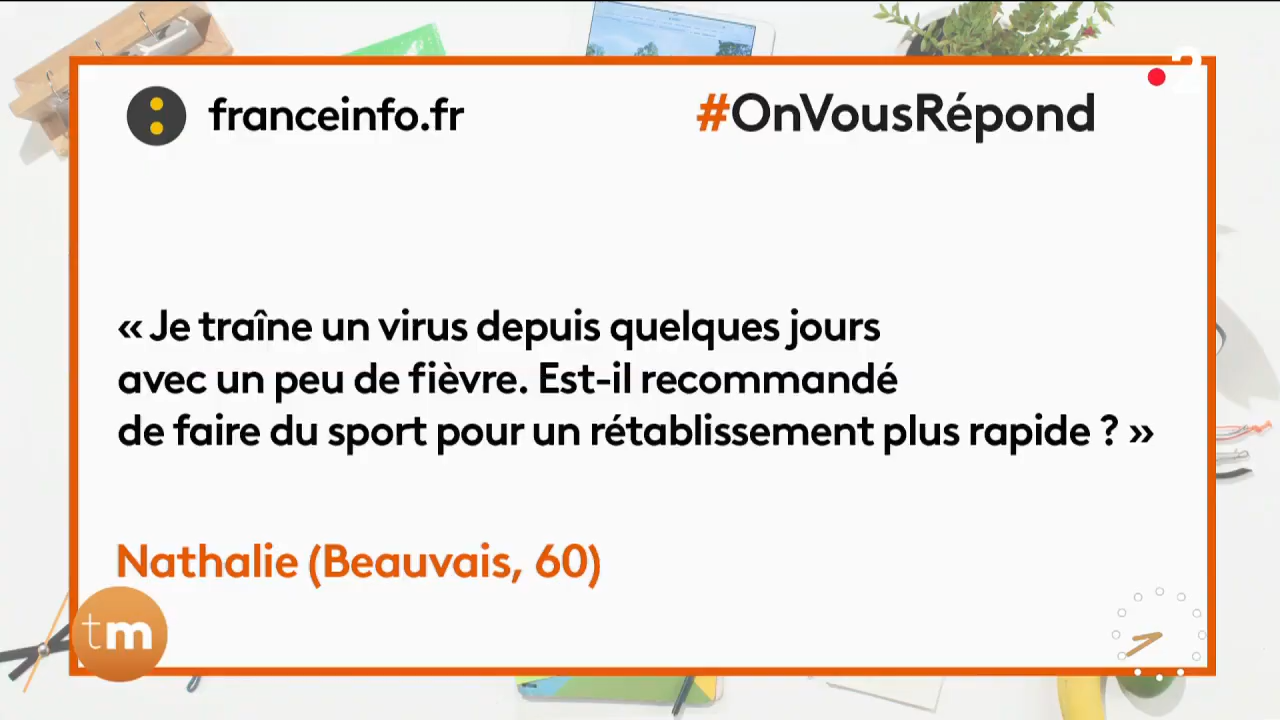 franceinfo.fr
#OnVousRépond
2
« Je traîne un virus depuis quelques jours
avec un peu de fièvre. Est-il recommandé
de faire du sport pour un rétablissement plus rapide ? »
Nathalie (Beauvais, 60)
tm